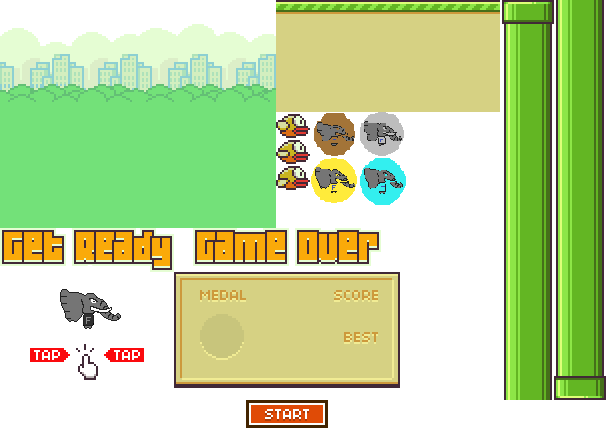 Get Ready
Game Over
MEDAL
SCORE
BEST
F
TAP
TAP
START